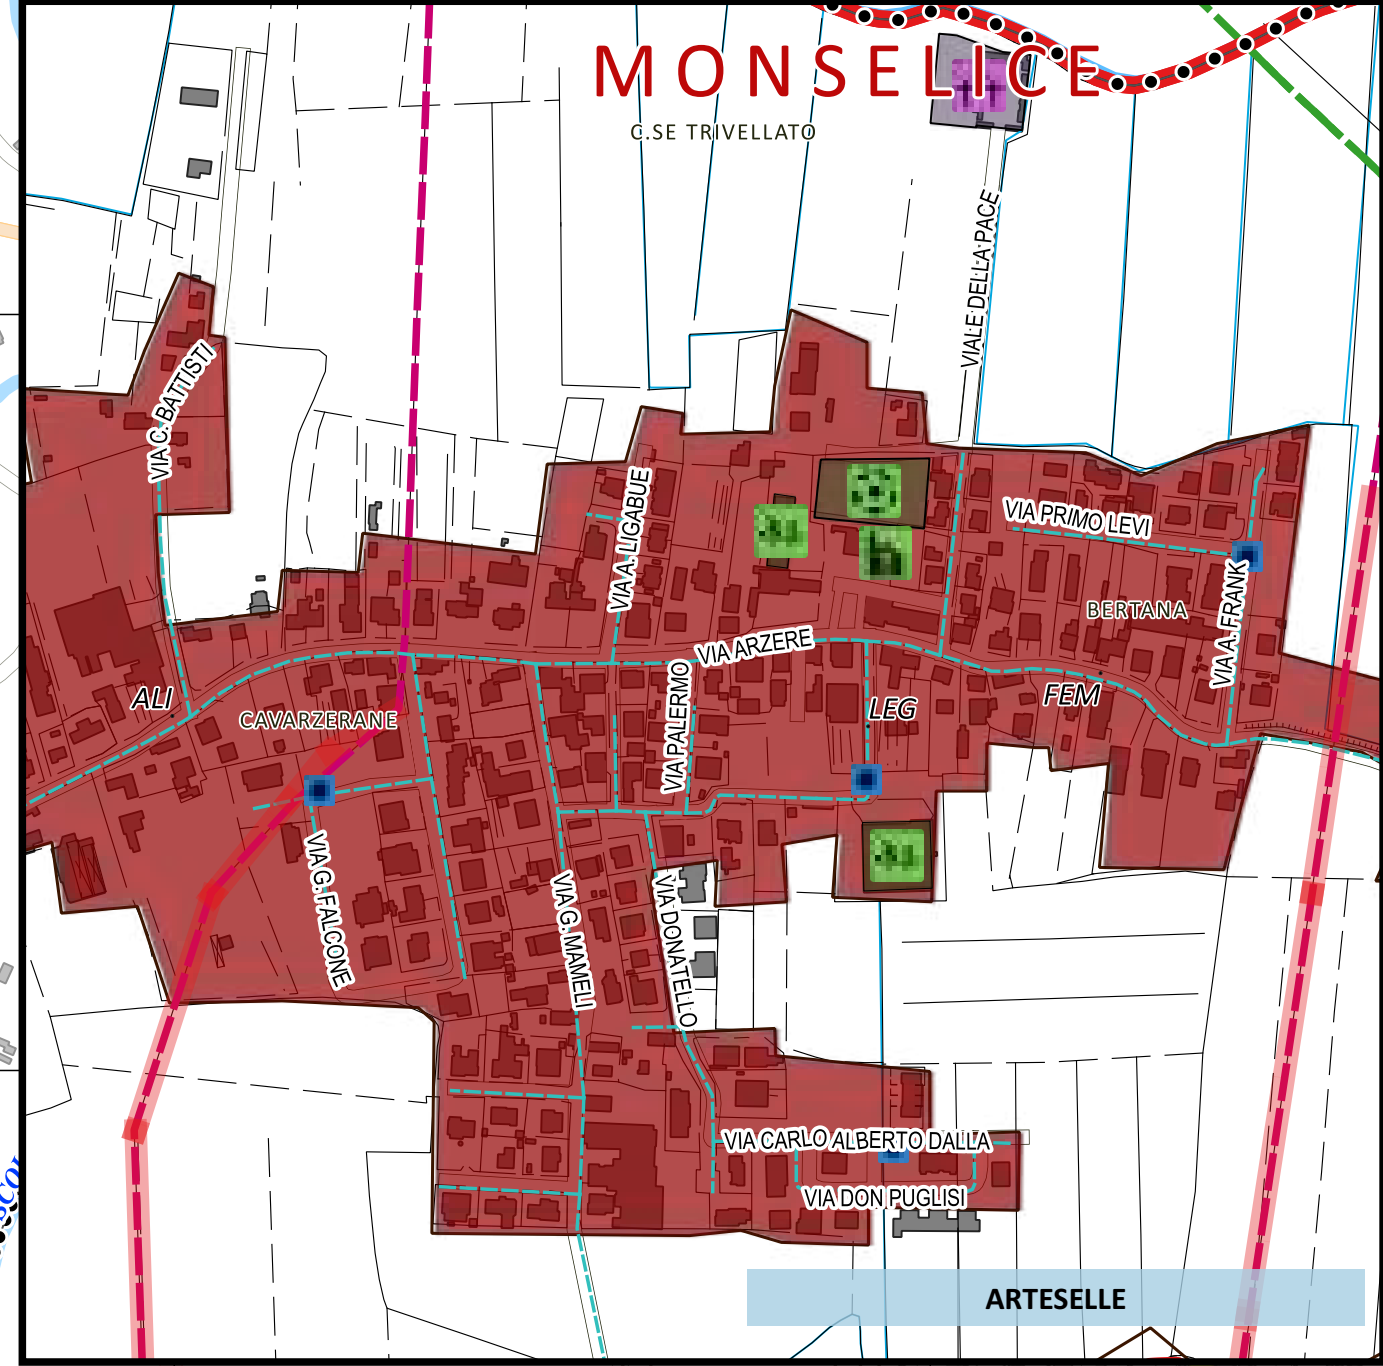 MONSELICE
C.SE TRIVELLATO
VIALE DELLA PACE
VIA C. BATTISTI
VIA A. LIGABUE
VIA PRIMO LEVI
BERTANA
VIA A. FRANK
VIA ARZERE
ALI
CAVARZERANE
VIA PALERMO
LEG
FEM
VIA G. FALCONE
VIA G. MAMELI
VIA DONATELLO
VIA CARLO ALBERTO DALLA
VIA DON PUGLISI
ARTESELLE